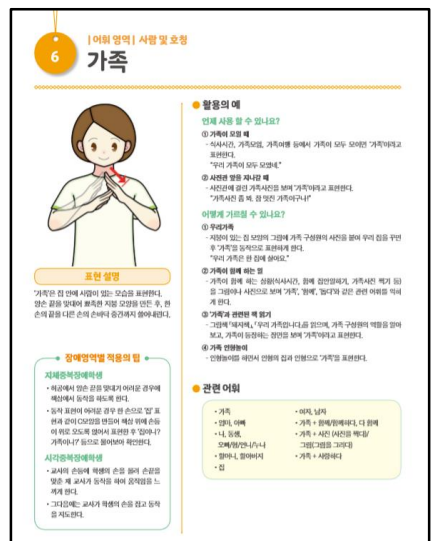 6
| 어휘 영역 | 사람 및 호칭
가족
표현 설명
'가족'은 집 안에 사람이 있는 모습을 표현한다.
양손 끝을 맞대어 뾰족한 지붕 모양을 만든 후, 한
손의 끝을 다른 손의 손바닥 중간까지 쓸어내린다.
장애영역별 적용의 팁
지체중복장애학생
• 허공에서 양손 끝을 맞대기 어려운 경우에
책상에서 동작을 하도록 한다.
• 동작 표현이 어려운 경우 한 손으로 '집' 표
현과 같이 C모양을 만들어 책상 위에 손등
이 위로 오도록 얹어서 표현한 후 '집이니?
가족이니?' 등으로 물어보아 확인한다.
시각중복장애학생
• 교사의 손등에 학생의 손을 올려 손끝을
맞춘 채 교사가 동작을 하여 움직임을 느
끼게 한다.
• 그다음에는 교사가 학생의 손을 잡고 동작
을 지도한다.
활용의 예
언제 사용 할 수 있나요?
① 가족이 모일 때
- 식사시간, 가족모임, 가족여행 등에서 가족이 모두 모이면 '가족'이라고
표현한다.
"우리 가족이 모두 모였네."
② 사진관 앞을 지나갈 때
- 사진관에 걸린 가족사진을 보며 '가족'이라고 표현한다.
"가족사진 좀 봐. 참 멋진 가족이구나!"
어떻게 가르칠 수 있나요?
① 우리가족
- 지붕이 있는 집 모양의 그림에 가족 구성원의 사진을 붙여 우리 집을 꾸민
후 '가족'을 동작으로 표현하게 한다.
"우리 가족은 한 집에 살아요."
② 가족이 함께 하는 일
- 가족이 함께 하는 상황(식사시간, 함께 집안일하기, 가족사진 찍기 등)
을 그림이나 사진으로 보며 '가족', '함께', '돕다'와 같은 관련 어휘를 익히
게 한다.
③ '가족'과 관련된 책 읽기
- 그림책 「돼지책」, 「우리 가족입니다」를 읽으며, 가족 구성원의 역할을 알아
보고, 가족이 등장하는 장면을 보며 '가족'이라고 표현한다.
④ 가족 인형놀이
- 인형놀이를 하면서 인형의 집과 인형으로 '가족'을 표현한다.
관련 어휘
• 가족
• 엄마, 아빠
• 나, 동생,
오빠/형/언니/누나
• 할머니, 할아버지
• 집
• 여자, 남자
• 가족 + 함께/함께하다, 다 함께
• 가족 + 사진 (사진을 찍다)/
그림(그림을 그리다)
• 가족 + 사랑하다